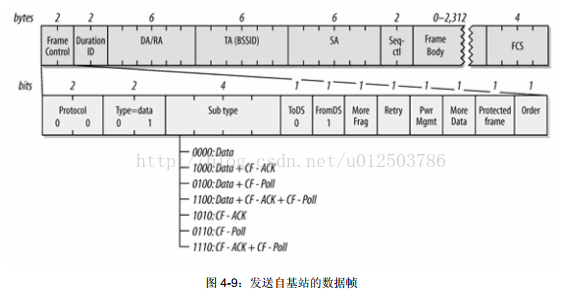 bytes 2 2 6 6 6 2 0–2,312 4
Frame Control Duration ID DA/RA TA (BSSID) SA Seq-ctl Frame Body FCS
bits 2 2 4 1 1 1 1 1 1 1 1
Protocol Type=data Sub type ToDS FromDS More Frag Retry Pwr Mgmt More Data Protected frame Order
0 0 0 1 0 1
0000: Data
http://blog.csdn.net/u012503786
1000: Data + CF - ACK
0100: Data + CF - Poll
1100: Data + CF - ACK + CF - Poll
1010: CF - ACK
0110: CF - Poll
1110: CF - ACK + CF - Poll
图 4-9：发送自基站的数据帧